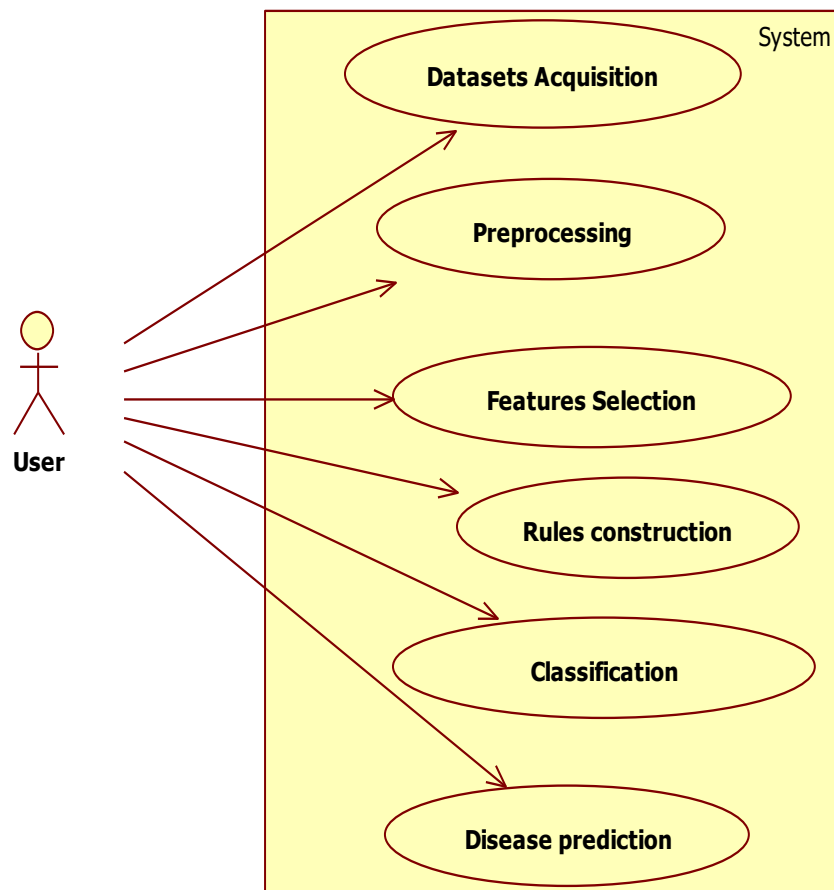 System
Datasets Acquisition
Preprocessing
Features Selection
User
Rules construction
Classification
Disease prediction